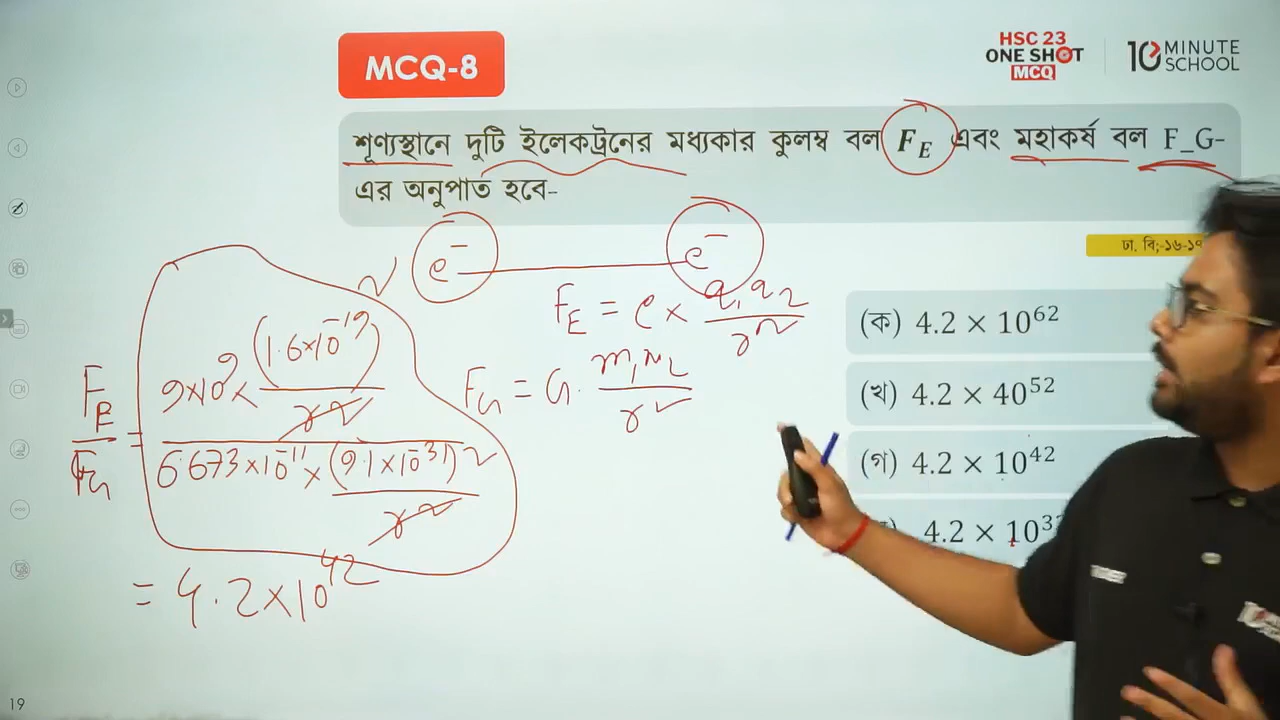 MCQ-8
HSC 23
ONE SHOT
MCQ
10 MINUTE
SCHOOL
শূণ্যস্থানে দুটি ইলেকট্রনের মধ্যকার কুলম্ব বল F_E এবং মহাকর্ষ বল F_G-
এর অনুপাত হবে-
ঢা. বি;-১৬-১৭
e⁻ e⁻
F_E = c × q₁q₂/r²
F_G = G · m₁m₂/r²
F_E/F_G = (9×10⁹ × (1.6×10⁻¹⁹)²/r²) / (6.673×10⁻¹¹ × (9.1×10⁻³¹)²/r²)
= 4.2×10⁴²
(ক) 4.2 × 10⁶²
(খ) 4.2 × 40⁵²
(গ) 4.2 × 10⁴²
4.2 × 10³
19